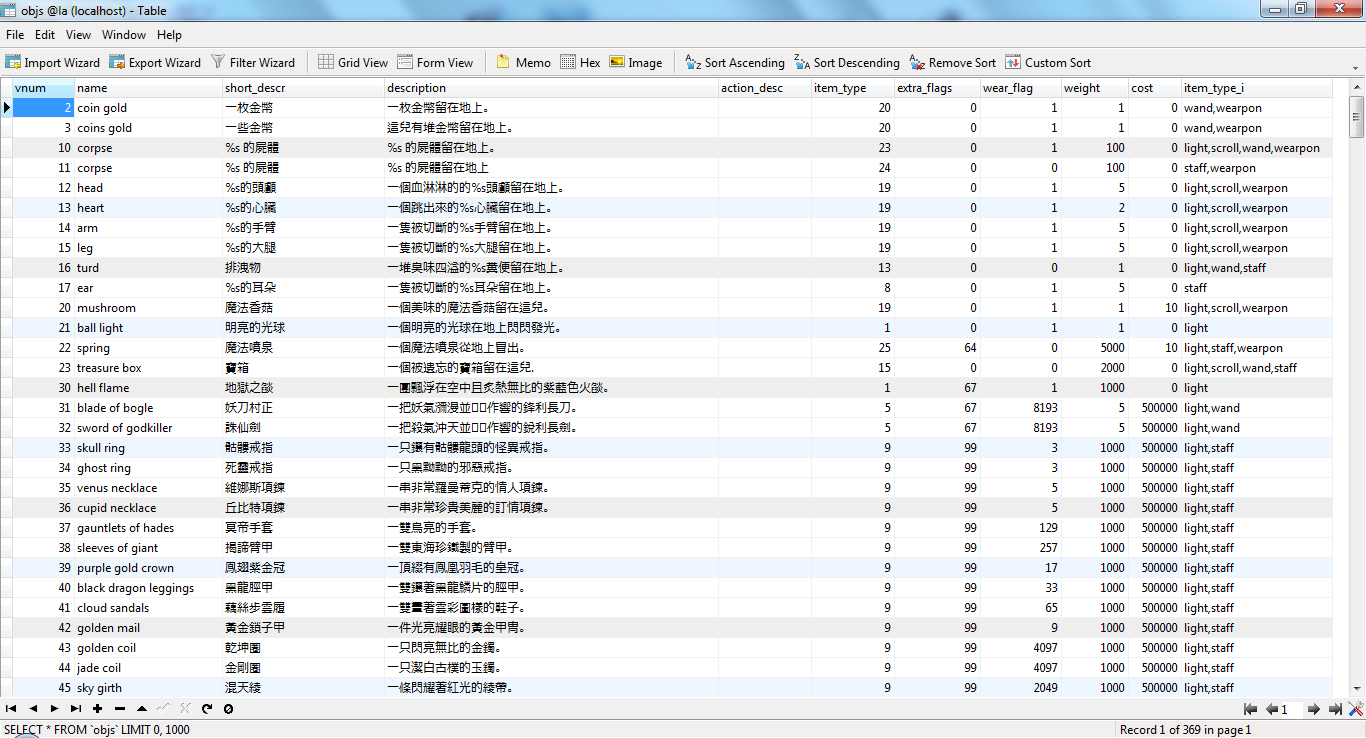 objs @la (localhost) - Table
File Edit View Window Help
Import Wizard Export Wizard Filter Wizard Grid View Form View Memo Hex Image Sort Ascending Sort Descending Remove Sort Custom Sort
vnum name short_descr description action_desc item_type extra_flags wear_flag weight cost item_type_i
2 coin gold 一枚金幣 一枚金幣留在地上。 20 0 1 1 0 wand,wearpon
3 coins gold 一些金幣 這兒有堆金幣留在地上。 20 0 1 1 0 wand,wearpon
10 corpse %s 的屍體 %s 的屍體留在地上。 23 0 1 100 0 light,scroll,wand,wearpon
11 corpse %s 的屍體 %s 的屍體留在地上 24 0 0 100 0 staff,wearpon
12 head %s的頭顱 一個血淋淋的的%s頭顱留在地上。 19 0 1 5 0 light,scroll,wearpon
13 heart %s的心臟 一個跳出來的%s心臟留在地上。 19 0 1 2 0 light,scroll,wearpon
14 arm %s的手臂 一隻被切斷的%s手臂留在地上。 19 0 1 5 0 light,scroll,wearpon
15 leg %s的大腿 一隻被切斷的%s大腿留在地上。 19 0 1 5 0 light,scroll,wearpon
16 turd 排洩物 一堆臭味四溢的%s糞便留在地上。 13 0 0 1 0 light,wand,staff
17 ear %s的耳朵 一隻被切斷的%s耳朵留在地上。 8 0 1 5 0 staff
20 mushroom 魔法香菇 一個美味的魔法香菇留在這兒。 19 0 1 1 10 light,scroll,wearpon
21 ball light 明亮的光球 一個明亮的光球在地上閃閃發光。 1 0 1 1 0 light
22 spring 魔法噴泉 一個魔法噴泉從地上冒出。 25 64 0 5000 10 light,staff,wearpon
23 treasure box 寶箱 一個被遺忘的寶箱留在這兒. 15 0 0 2000 0 light,scroll,wand,staff
30 hell flame 地獄之燄 一團飄浮在空中且炙熱無比的紫藍色火燄。 1 67 1 1000 0 light
31 blade of bogle 妖刀村正 一把妖氣瀰漫並□□作響的鋒利長刀。 5 67 8193 5 500000 light,wand
32 sword of godkiller 誅仙劍 一把殺氣沖天並□□作響的銳利長劍。 5 67 8193 5 500000 light,wand
33 skull ring 骷髏戒指 一只鑲有骷髏龍頭的怪異戒指。 9 99 3 1000 500000 light,staff
34 ghost ring 死靈戒指 一只黑黝黝的邪惡戒指。 9 99 3 1000 500000 light,staff
35 venus necklace 維娜斯項鍊 一串非常羅曼蒂克的情人項鍊。 9 99 5 1000 500000 light,staff
36 cupid necklace 丘比特項鍊 一串非常珍貴美麗的訂情項鍊。 9 99 5 1000 500000 light,staff
37 gauntlets of hades 冥帝手套 一雙烏亮的手套。 9 99 129 1000 500000 light,staff
38 sleeves of giant 揭諦臂甲 一雙東海珍鐵製的臂甲。 9 99 257 1000 500000 light,staff
39 purple gold crown 鳳翅紫金冠 一頂綴有鳳凰羽毛的皇冠。 9 99 17 1000 500000 light,staff
40 black dragon leggings 黑龍脛甲 一雙鑲著黑龍鱗片的脛甲。 9 99 33 1000 500000 light,staff
41 cloud sandals 藕絲步雲履 一雙畫著雲彩圖樣的鞋子。 9 99 65 1000 500000 light,staff
42 golden mail 黃金鎖子甲 一件光亮耀眼的黃金甲冑。 9 99 9 1000 500000 light,staff
43 golden coil 乾坤圈 一只閃亮無比的金鐲。 9 99 4097 1000 500000 light,staff
44 jade coil 金剛圈 一只潔白古樸的玉鐲。 9 99 4097 1000 500000 light,staff
45 sky girth 混天綾 一條閃耀著紅光的綾帶。 9 99 2049 1000 500000 light,staff
1
SELECT * FROM `objs` LIMIT 0, 1000 Record 1 of 369 in page 1